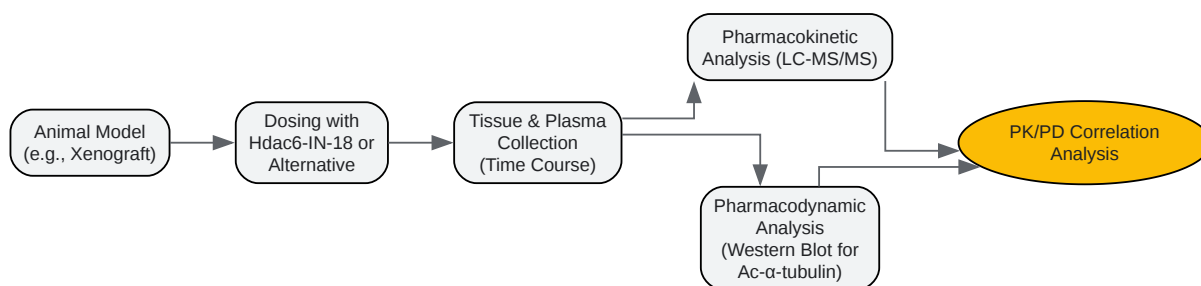 Animal Model
(e.g., Xenograft)
Dosing with
Hdac6-IN-18 or
Alternative
Tissue & Plasma
Collection
(Time Course)
Pharmacokinetic
Analysis (LC-MS/MS)
Pharmacodynamic
Analysis
(Western Blot for
Ac-α-tubulin)
PK/PD Correlation
Analysis